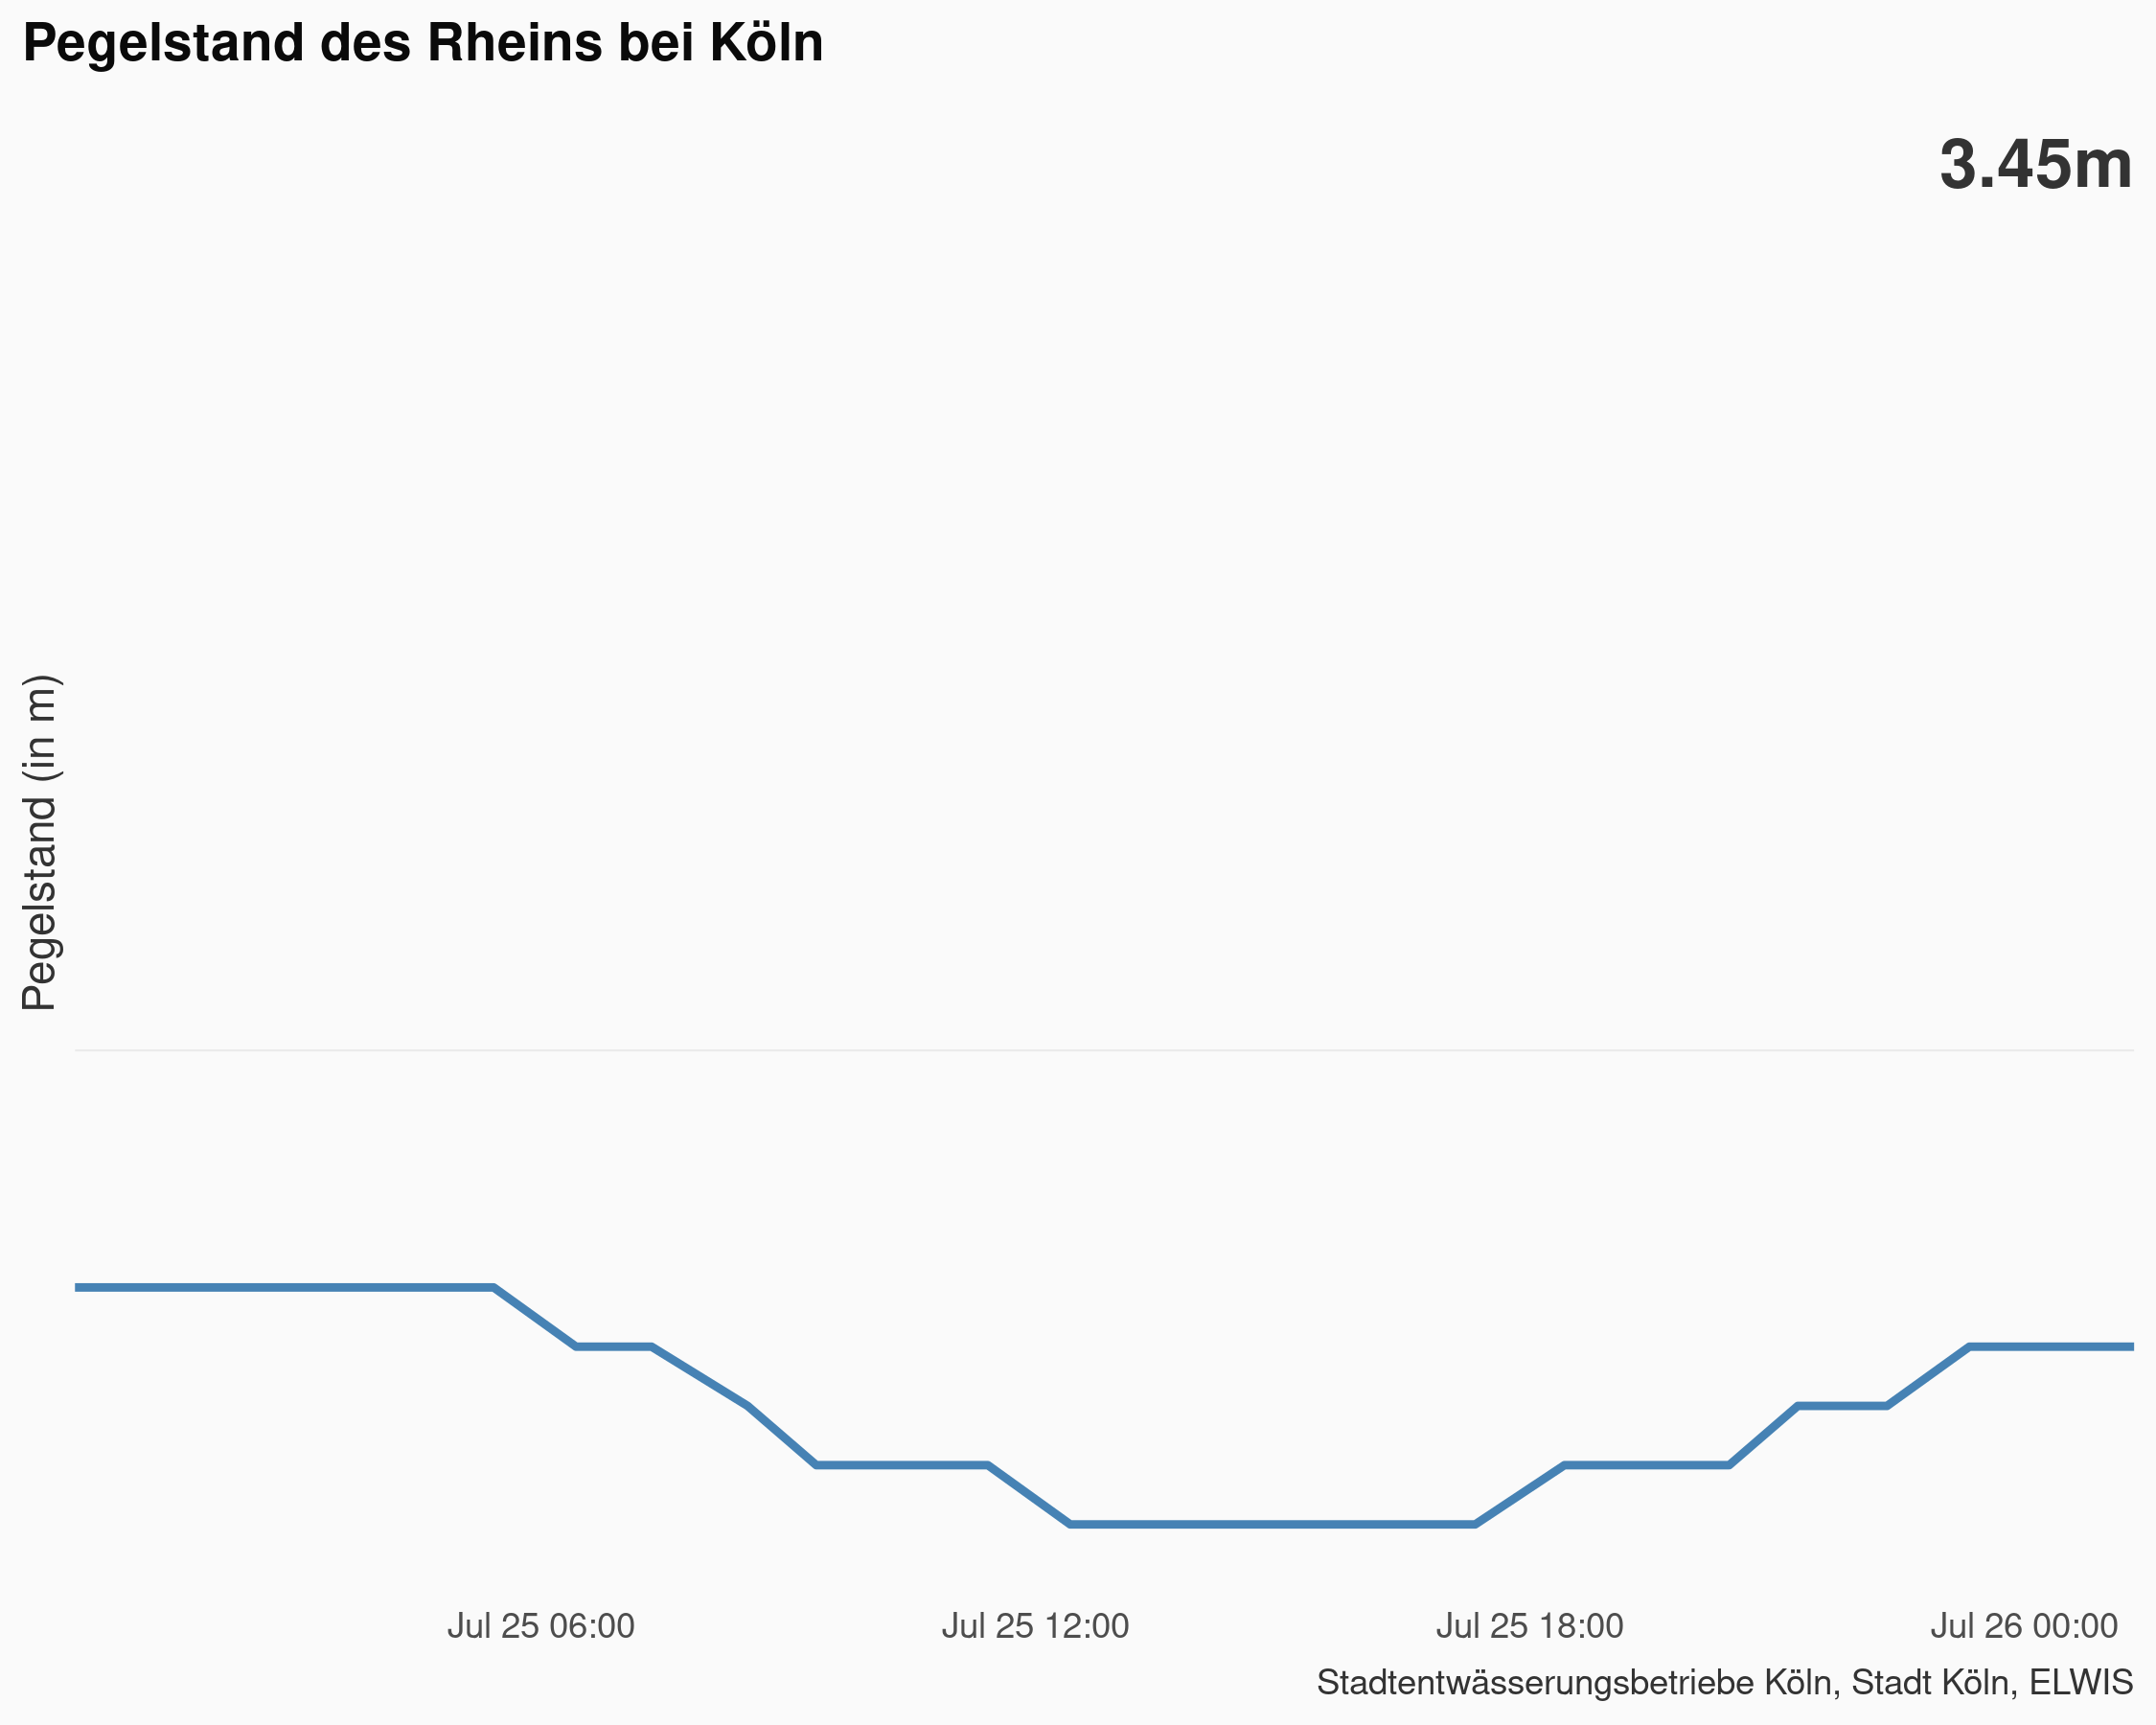 Pegelstand des Rheins bei Köln
3.45m
Pegelstand (in m)
Jul 25 06:00
Jul 25 12:00
Jul 25 18:00
Jul 26 00:00
Stadtentwässerungsbetriebe Köln, Stadt Köln, ELWIS